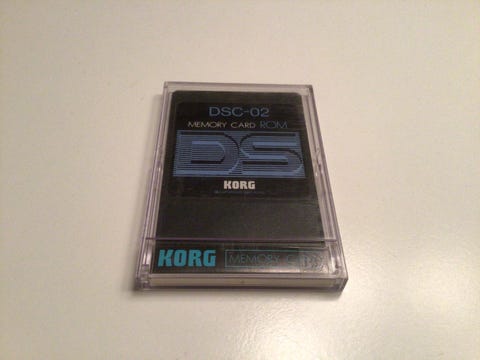 DSC-02
MEMORY CARD ROM
DS
KORG
KORG
MEMORY